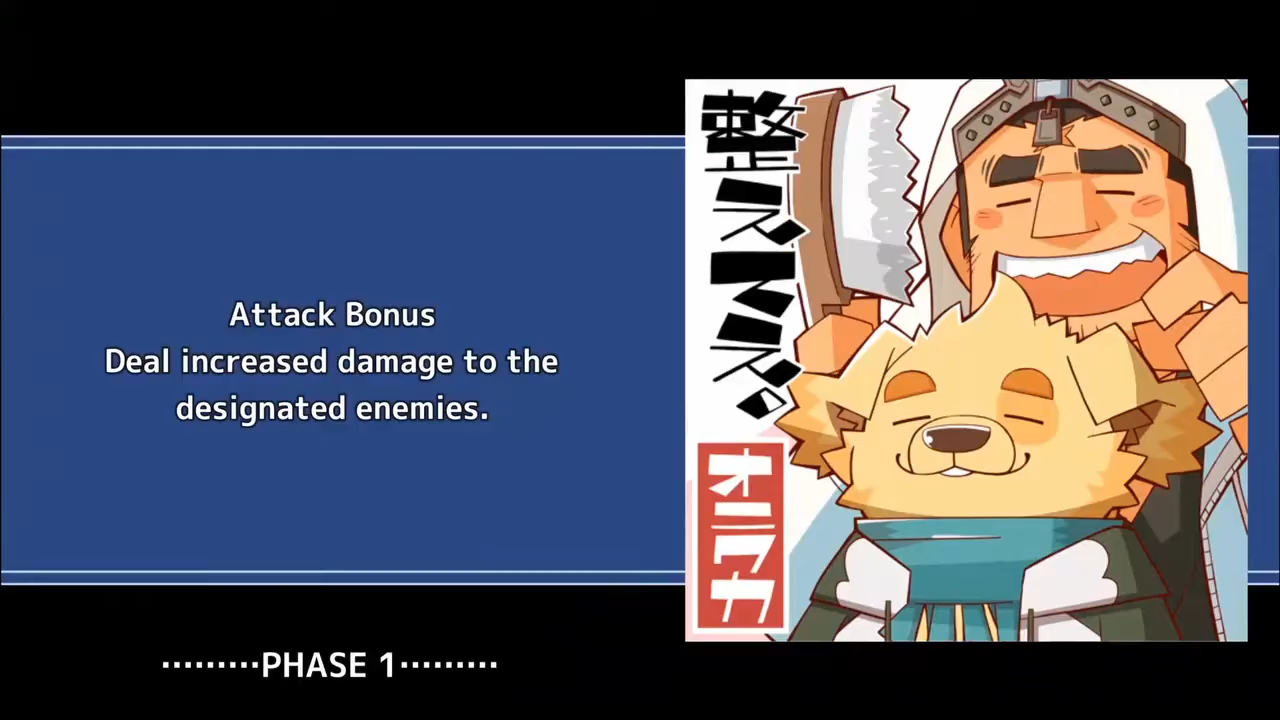 Attack Bonus
Deal increased damage to the
designated enemies.
·········PHASE 1·········
整えマス。
オニワカ